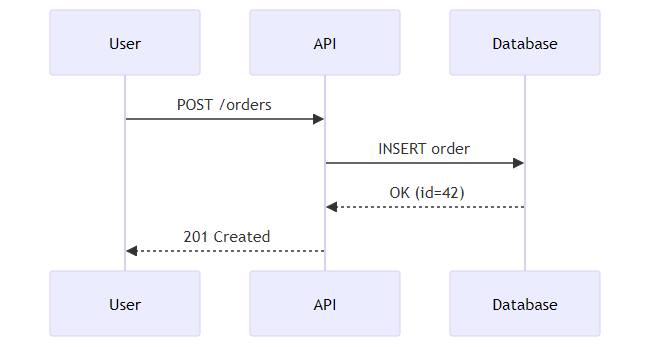 User
API
Database
POST /orders
INSERT order
OK (id=42)
201 Created
User
API
Database